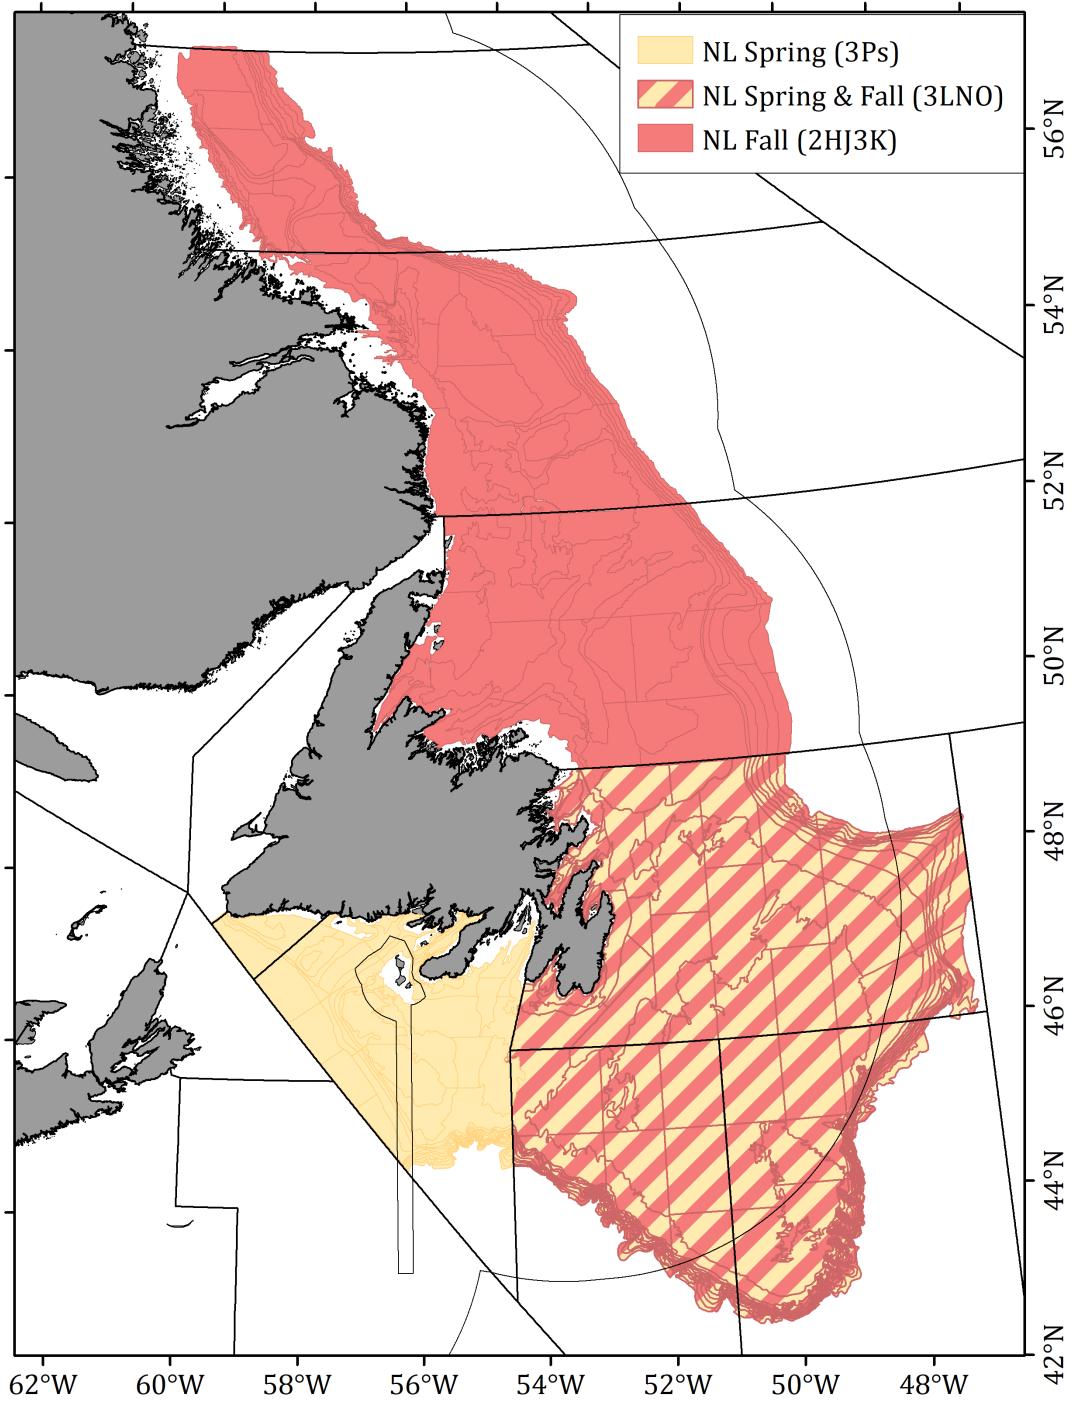 NL Spring (3Ps)
NL Spring & Fall (3LNO)
NL Fall (2HJ3K)
56°N
54°N
52°N
50°N
48°N
46°N
44°N
42°N
62°W 60°W 58°W 56°W 54°W 52°W 50°W 48°W